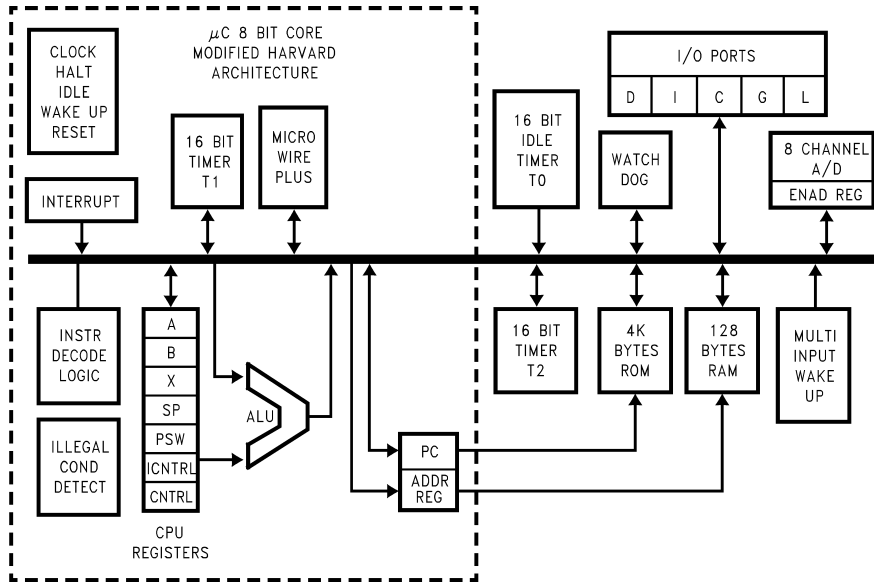 μC 8 BIT CORE
MODIFIED HARVARD
ARCHITECTURE
CLOCK
HALT
IDLE
WAKE UP
RESET
INTERRUPT
16 BIT
TIMER
T1
MICRO
WIRE
PLUS
16 BIT
IDLE
TIMER
T0
WATCH
DOG
I/O PORTS
D I C G L
8 CHANNEL
A/D
ENAD REG
INSTR
DECODE
LOGIC
ILLEGAL
COND
DETECT
A
B
X
SP
PSW
ICNTRL
CNTRL
CPU
REGISTERS
ALU
PC
ADDR
REG
16 BIT
TIMER
T2
4K
BYTES
ROM
128
BYTES
RAM
MULTI
INPUT
WAKE
UP